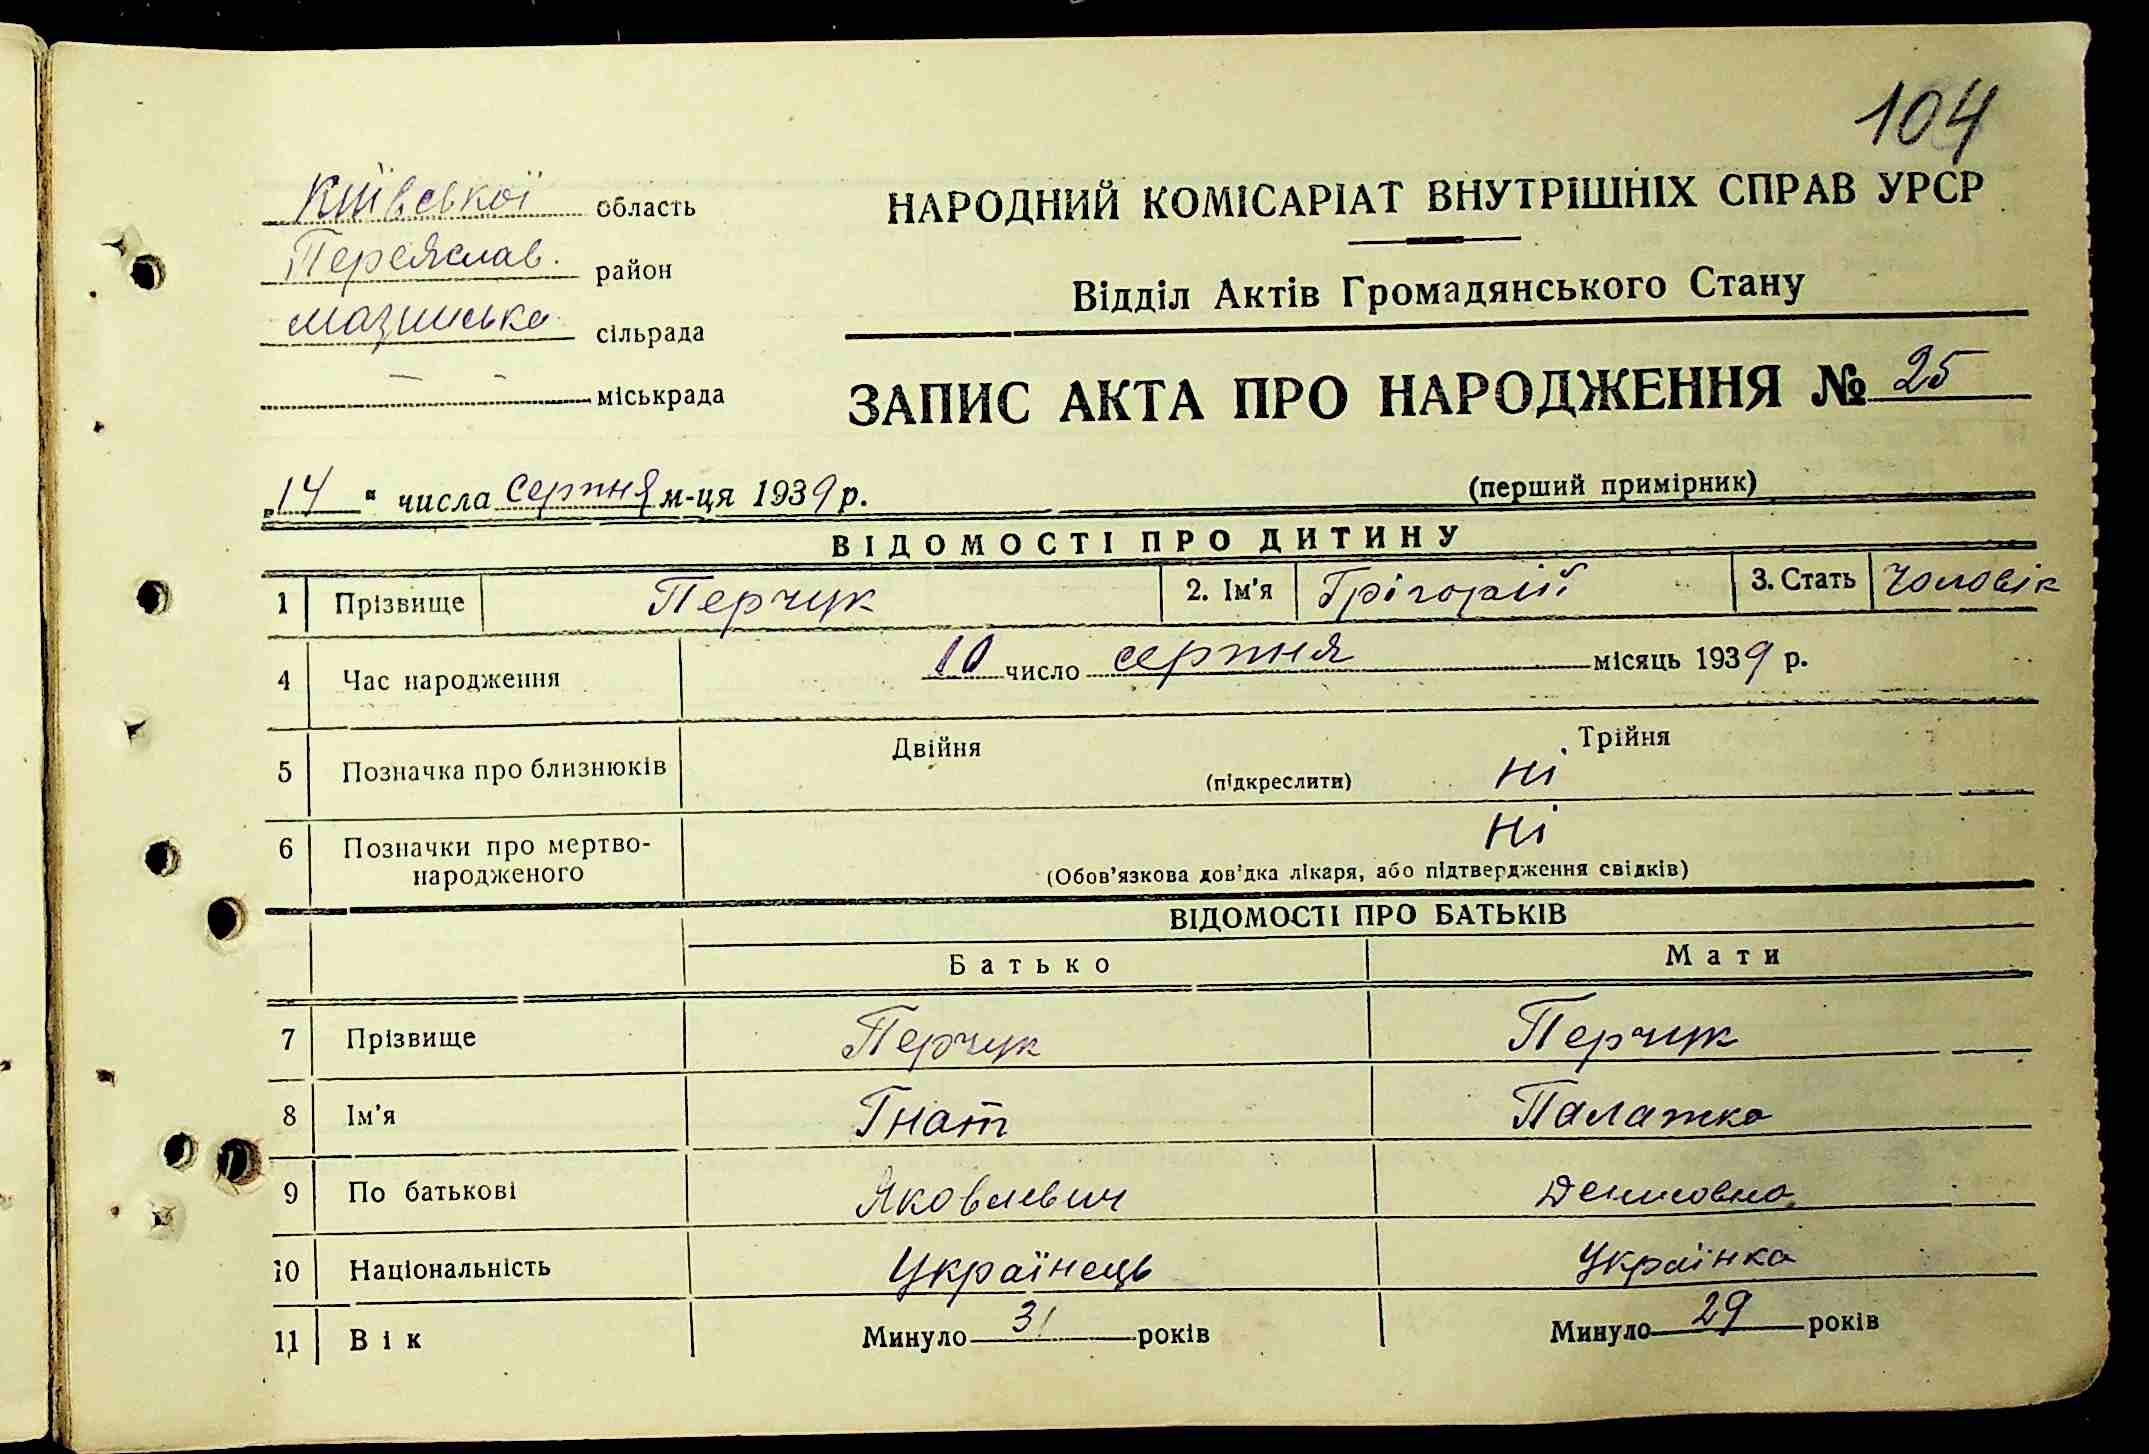 104
Київської область
Переяслав. район
Мазинська сільрада
міськрада
НАРОДНИЙ КОМІСАРІАТ ВНУТРІШНІХ СПРАВ УРСР
Відділ Актів Громадянського Стану
ЗАПИС АКТА ПРО НАРОДЖЕННЯ № 25
„14 “ числа серпня м-ця 1939 р.
(перший примірник)
ВІДОМОСТІ ПРО ДИТИНУ
1 Прізвище Перчук 2. Ім'я Грігорій 3. Стать Чоловік
4 Час народження 10 число серпня місяць 1939 р.
5 Позначка про близнюків Двійня (підкреслити) Ні Трійня
6 Позначки про мертво-
народженого Ні
(Обов'язкова дов'дка лікаря, або підтвердження свідків)
ВІДОМОСТІ ПРО БАТЬКІВ
Батько Мати
7 Прізвище Перчук Перчук
8 Ім'я Гнат Палажка
9 По батькові Яковлевич Денисовна
10 Національність Українець Українка
11 Вік Минуло 31 років Минуло 29 років